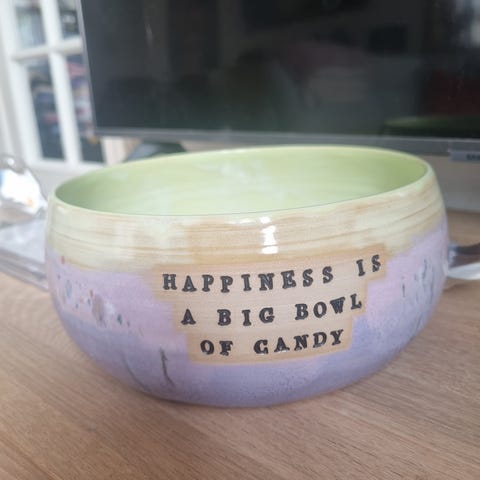 HAPPINESS IS
A BIG BOWL
OF CANDY